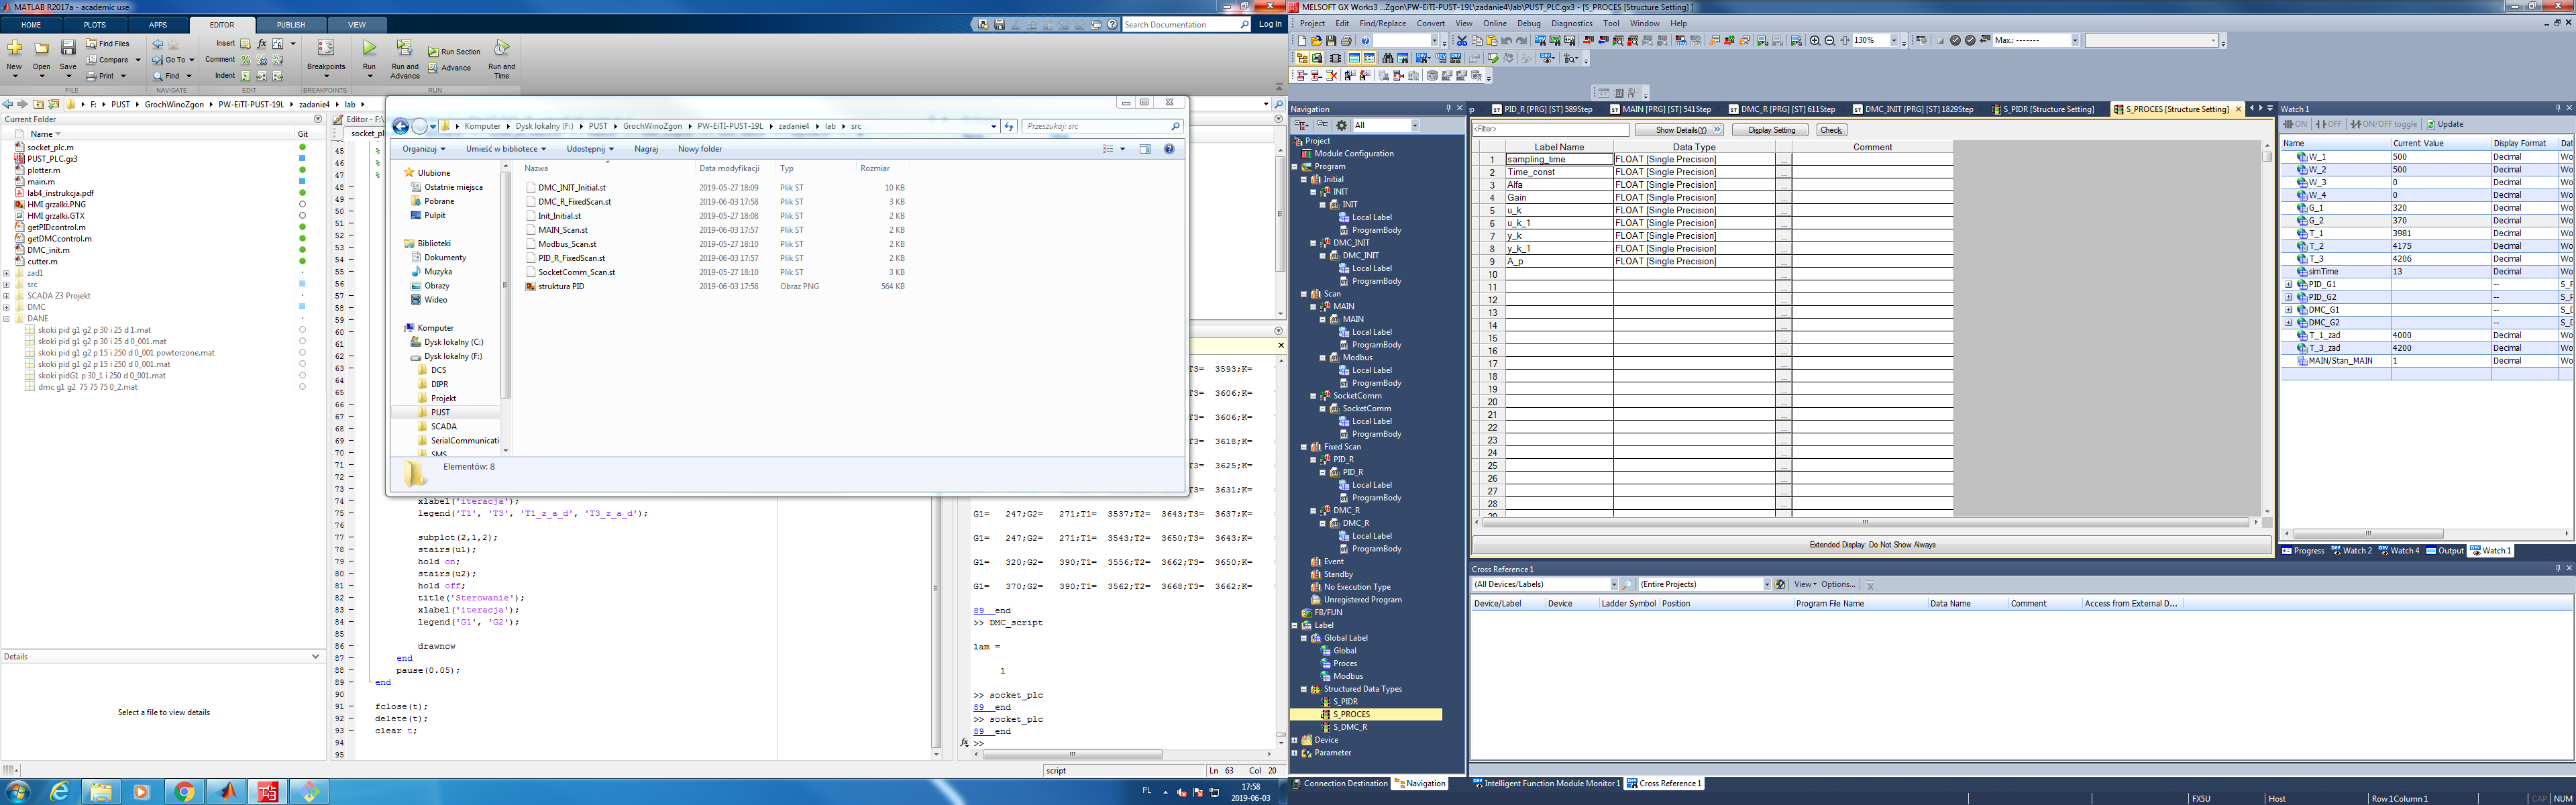 MATLAB R2017a - academic use
HOME PLOTS APPS EDITOR PUBLISH VIEW
Search Documentation Log In
New Open Save Find Files Compare Print
Go To Find
Insert Comment Indent
Breakpoints Run Run and Advance Run Section Advance Run and Time
FILE NAVIGATE EDIT BREAKPOINTS RUN
F: PUST GrochWinoZgon PW-EiTI-PUST-19L zadanie4 lab
Current Folder
Name Git
socket_plc.m
PUST_PLC.gx3
plotter.m
main.m
lab4_instrukcja.pdf
HMI grzalki.PNG
HMI grzalki.GTX
getPIDcontrol.m
getDMCcontrol.m
DMC_init.m
cutter.m
zad1
src
SCADA Z3 Projekt
DMC
DANE
skoki pid g1 g2 p 30 i 25 d 1.mat
skoki pid g1 g2 p 30 i 25 d 0_001.mat
skoki pid g1 g2 p 15 i 250 d 0_001 powtorzone.mat
skoki pid g1 g2 p 15 i 250 d 0_001.mat
skoki pidG1 p 30_1 i 250 d 0_001.mat
dmc g1 g2 75 75 75 0_2.mat
Details
Select a file to view details
Komputer Dysk lokalny (F:) PUST GrochWinoZgon PW-EiTI-PUST-19L zadanie4 lab src
Przeszukaj: src
Organizuj Umieść w bibliotece Udostępnij Nagraj Nowy folder
Ulubione
Ostatnie miejsca
Pobrane
Pulpit
Biblioteki
Dokumenty
Muzyka
Obrazy
Wideo
Komputer
Dysk lokalny (C:)
Dysk lokalny (F:)
DCS
DIPR
Projekt
PUST
SCADA
SerialCommunicati
SMS
Nazwa Data modyfikacji Typ Rozmiar
DMC_INIT_Initial.st 2019-05-27 18:09 Plik ST 10 KB
DMC_R_FixedScan.st 2019-06-03 17:58 Plik ST 3 KB
Init_Initial.st 2019-05-27 18:08 Plik ST 2 KB
MAIN_Scan.st 2019-06-03 17:57 Plik ST 2 KB
Modbus_Scan.st 2019-05-27 18:10 Plik ST 2 KB
PID_R_FixedScan.st 2019-06-03 17:57 Plik ST 2 KB
SocketComm_Scan.st 2019-05-27 18:10 Plik ST 3 KB
struktura PID 2019-06-03 17:58 Obraz PNG 564 KB
Elementów: 8
74 xlabel('iteracja');
75 legend('T1', 'T3', 'T1_z_a_d', 'T3_z_a_d');
76
77 subplot(2,1,2);
78 stairs(u1);
79 hold on;
80 stairs(u2);
81 hold off;
82 title('Sterowanie');
83 xlabel('iteracja');
84 legend('G1', 'G2');
85
86 drawnow
87 end
88 pause(0.05);
89 end
90
91 fclose(t);
92 delete(t);
93 clear t;
94
95
T3= 3593;K=
T3= 3606;K=
T3= 3606;K=
T3= 3618;K=
T3= 3625;K=
T3= 3631;K=
G1= 247;G2= 271;T1= 3537;T2= 3643;T3= 3637;K=
G1= 247;G2= 271;T1= 3543;T2= 3650;T3= 3643;K=
G1= 320;G2= 390;T1= 3556;T2= 3662;T3= 3650;K=
G1= 370;G2= 390;T1= 3562;T2= 3668;T3= 3662;K=
89 end
>> DMC_script
lam =
1
>> socket_plc
89 end
>> socket_plc
89 end
>>
script Ln 63 Col 20
PL 17:58
2019-06-03
MELSOFT GX Works3 ...Zgon\PW-EiTI-PUST-19L\zadanie4\lab\PUST_PLC.gx3 - [S_PROCES [Structure Setting] ]
Project Edit Find/Replace Convert View Online Debug Diagnostics Tool Window Help
130% Max.: -------
Navigation
All
Project
Module Configuration
Program
Initial
INIT
INIT
Local Label
ProgramBody
DMC_INIT
DMC_INIT
Local Label
ProgramBody
Scan
MAIN
MAIN
Local Label
ProgramBody
Modbus
Local Label
ProgramBody
SocketComm
SocketComm
Local Label
ProgramBody
Fixed Scan
PID_R
PID_R
Local Label
ProgramBody
DMC_R
DMC_R
Local Label
ProgramBody
Event
Standby
No Execution Type
Unregistered Program
FB/FUN
Label
Global Label
Global
Proces
Modbus
Structured Data Types
S_PIDR
S_PROCES
S_DMC_R
Device
Parameter
Connection Destination Navigation
PID_R [PRG] [ST] 589Step MAIN [PRG] [ST] 541Step DMC_R [PRG] [ST] 611Step DMC_INIT [PRG] [ST] 1829Step S_PIDR [Structure Setting] S_PROCES [Structure Setting]
<Filter> Show Details(Y) Display Setting Check
Label Name Data Type Comment
1 sampling_time FLOAT [Single Precision]
2 Time_const FLOAT [Single Precision]
3 Alfa FLOAT [Single Precision]
4 Gain FLOAT [Single Precision]
5 u_k FLOAT [Single Precision]
6 u_k_1 FLOAT [Single Precision]
7 y_k FLOAT [Single Precision]
8 y_k_1 FLOAT [Single Precision]
9 A_p FLOAT [Single Precision]
10
11
12
13
14
15
16
17
18
19
20
21
22
23
24
25
26
27
28
Extended Display: Do Not Show Always
Watch 1
ON OFF ON/OFF toggle Update
Name Current Value Display Format Dat
W_1 500 Decimal Wo
W_2 500 Decimal Wo
W_3 0 Decimal Wo
W_4 0 Decimal Wo
G_1 320 Decimal Wo
G_2 370 Decimal Wo
T_1 3981 Decimal Wo
T_2 4175 Decimal Wo
T_3 4206 Decimal Wo
simTime 13 Decimal Wo
PID_G1 --
PID_G2 --
DMC_G1 --
DMC_G2 --
T_1_zad 4000 Decimal Wo
T_3_zad 4200 Decimal Wo
MAIN/Stan_MAIN 1 Decimal Wo
Progress Watch 2 Watch 4 Output Watch 1
Cross Reference 1
(All Devices/Labels) (Entire Projects) View Options...
Device/Label Device Ladder Symbol Position Program File Name Data Name Comment Access from External D...
Intelligent Function Module Monitor 1 Cross Reference 1
FX5U Host Row 1 Column 1 CAP NUM